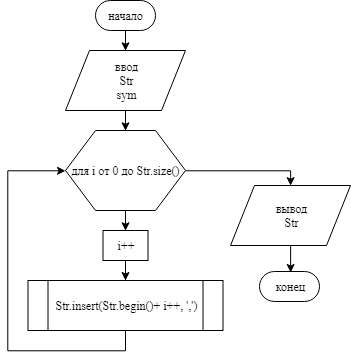 начало
ввод
Str
sym
для i от 0 до Str.size()
i++
Str.insert(Str.begin()+ i++, ',')
вывод
Str
конец